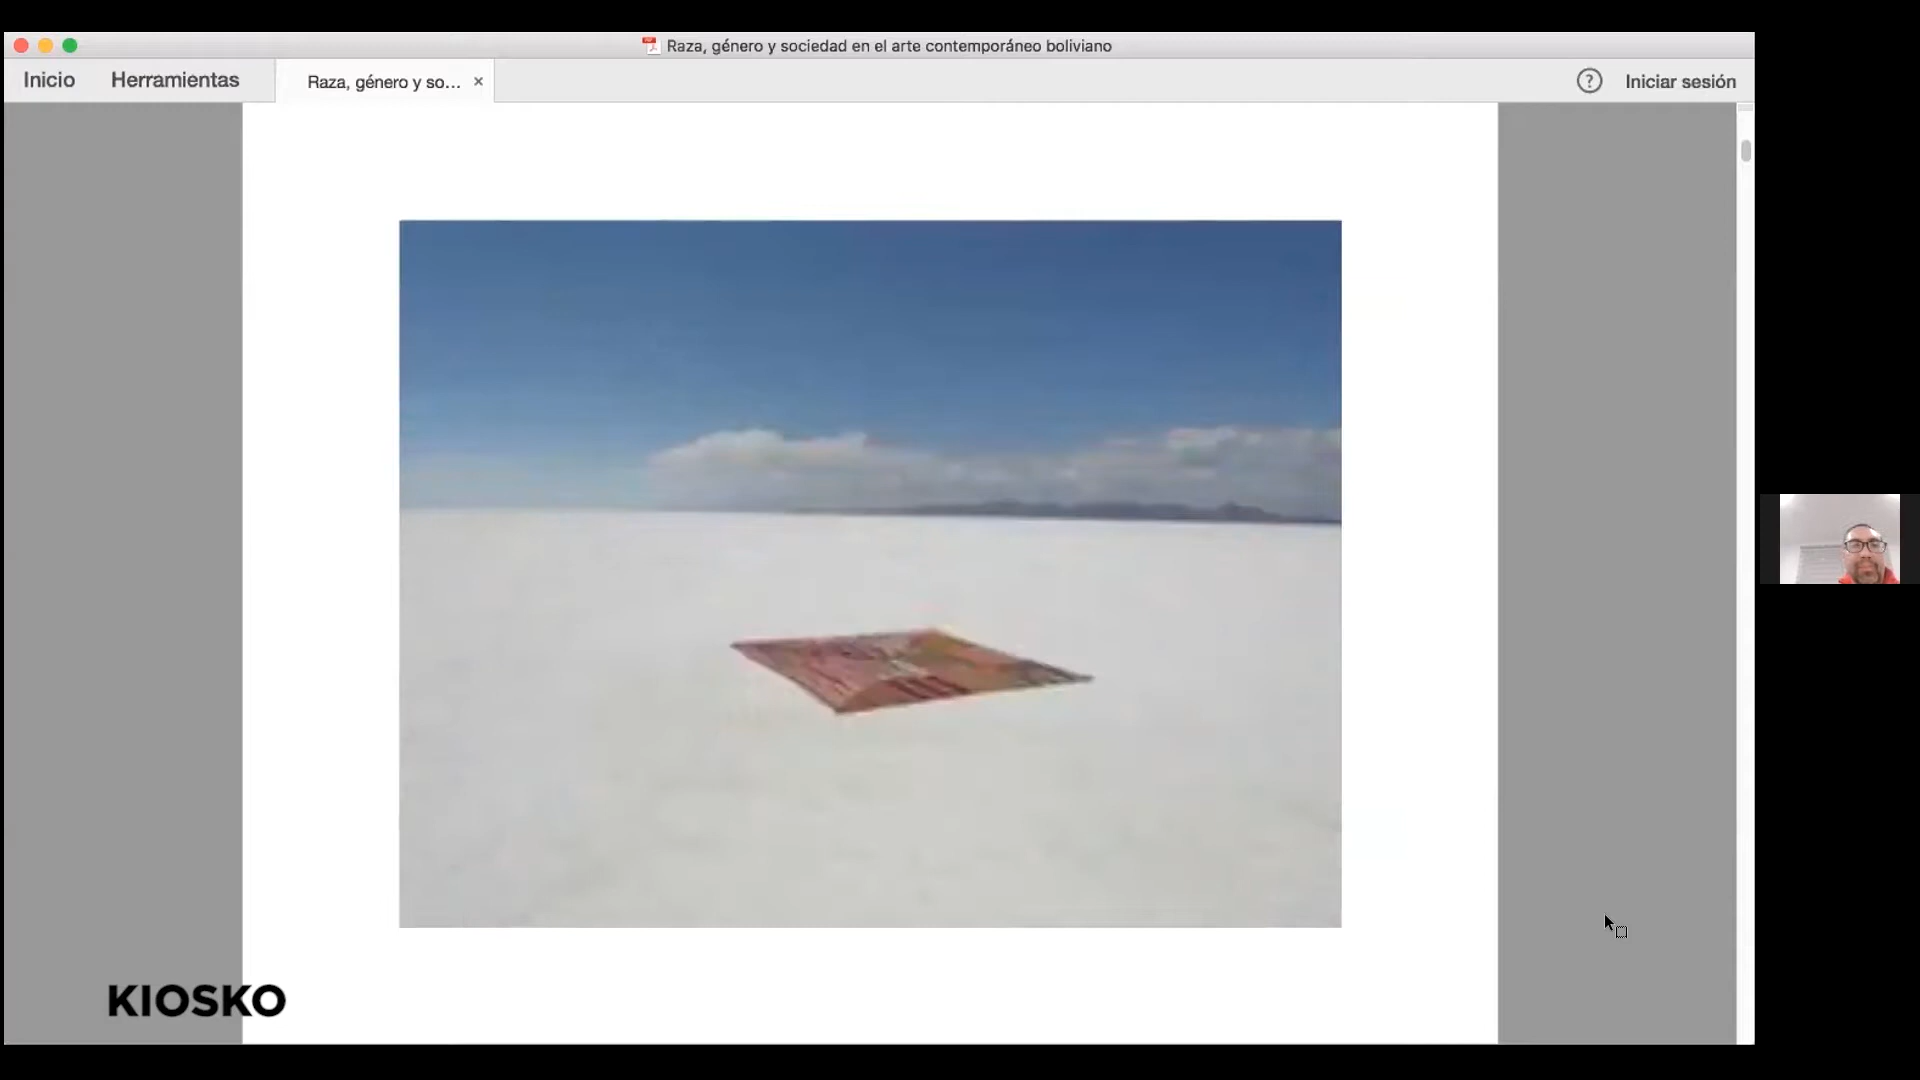 Raza, género y sociedad en el arte contemporáneo boliviano
Inicio Herramientas Raza, género y so... × ? Iniciar sesión
KIOSKO